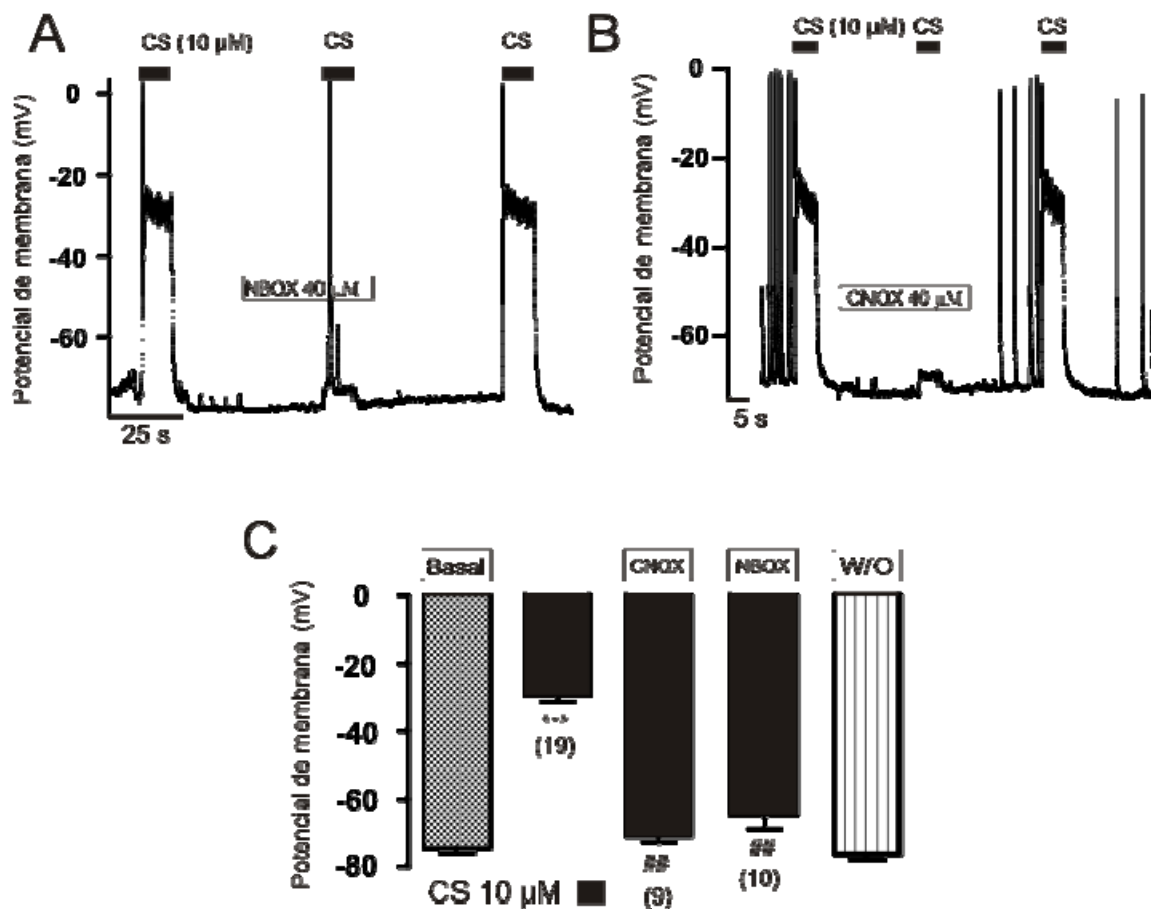 A
CS (10 µM) CS CS
Potencial de membrana (mV)
0
-20
-40
-60
NBQX 40 µM
25 s
B
CS (10 µM) CS CS
Potencial de membrana (mV)
0
-20
-40
-60
CNQX 40 µM
5 s
C
Basal CNQX NBQX W/O
Potencial de membrana (mV)
0
-20
-40
-60
-80
(19)
## ##
(9) (10)
CS 10 µM